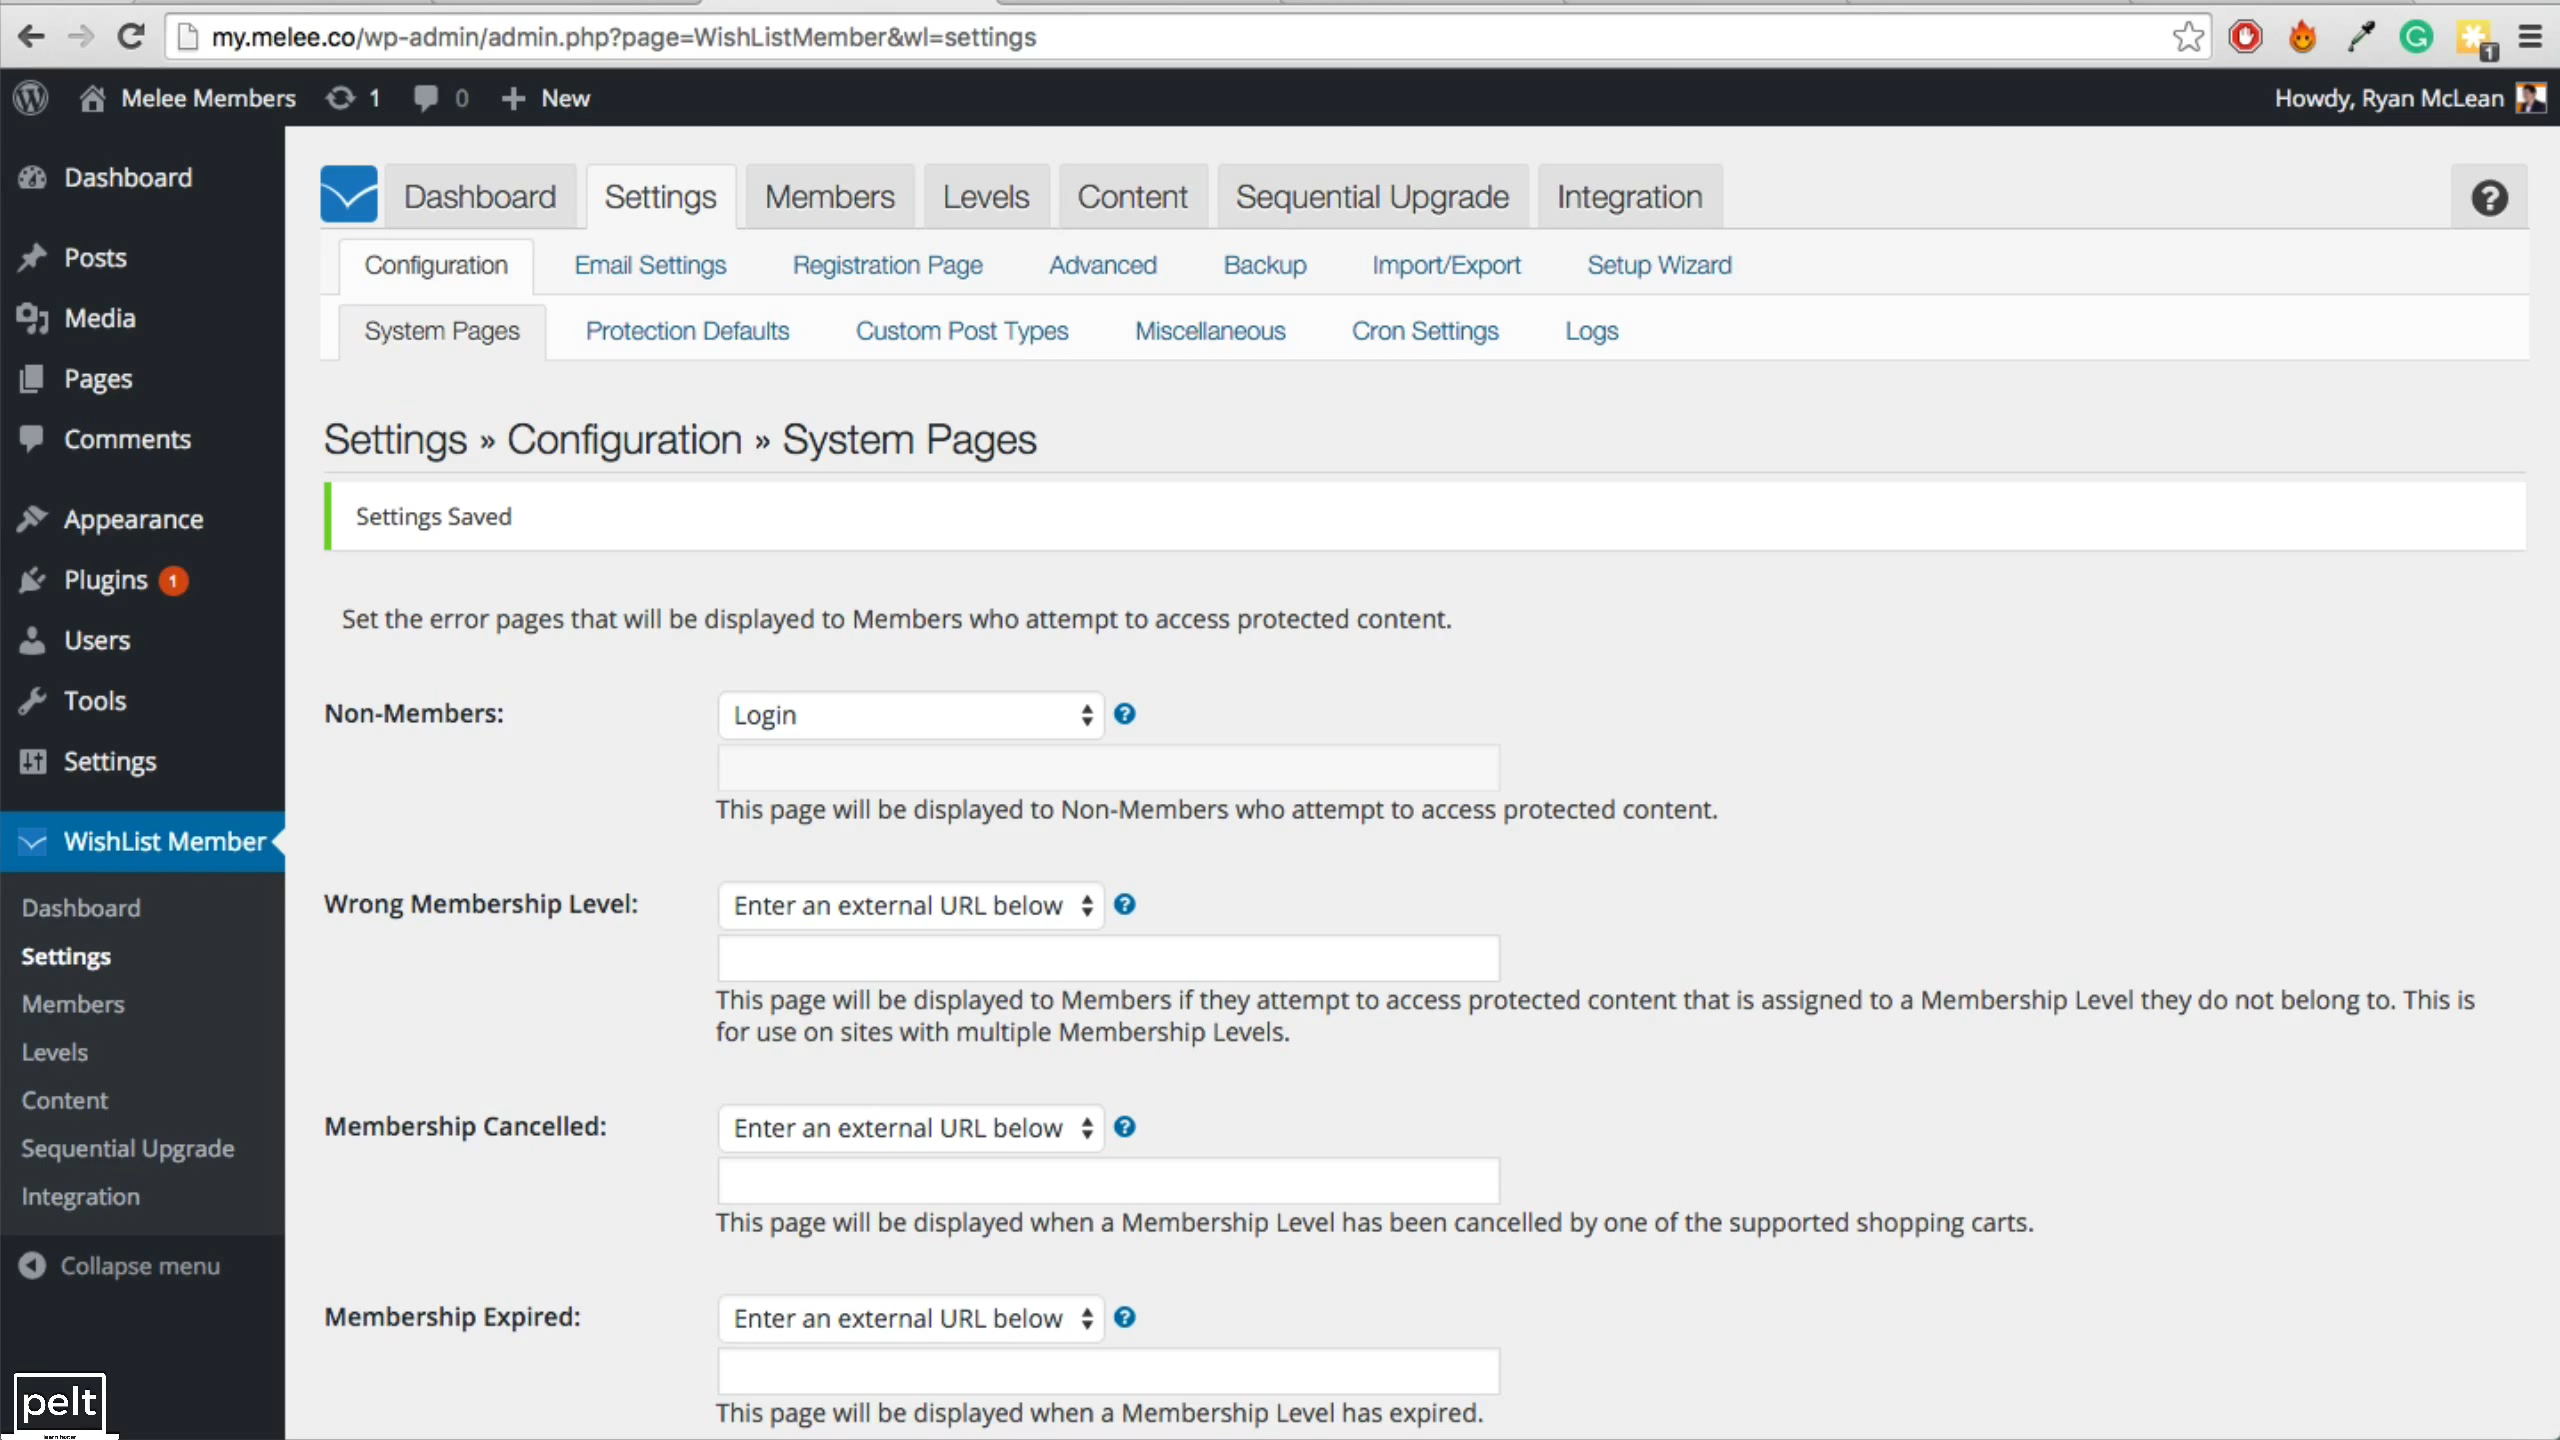 my.melee.co/wp-admin/admin.php?page=WishListMember&wl=settings
1
Melee Members 1 0 New
Howdy, Ryan McLean
Dashboard
Posts
Media
Pages
Comments
Appearance
Plugins 1
Users
Tools
Settings
WishList Member
Dashboard
Settings
Members
Levels
Content
Sequential Upgrade
Integration
Collapse menu
Dashboard Settings Members Levels Content Sequential Upgrade Integration ?
Configuration Email Settings Registration Page Advanced Backup Import/Export Setup Wizard
System Pages Protection Defaults Custom Post Types Miscellaneous Cron Settings Logs
Settings » Configuration » System Pages
Settings Saved
Set the error pages that will be displayed to Members who attempt to access protected content.
Non-Members: Login ?
This page will be displayed to Non-Members who attempt to access protected content.
Wrong Membership Level: Enter an external URL below ?
This page will be displayed to Members if they attempt to access protected content that is assigned to a Membership Level they do not belong to. This is
for use on sites with multiple Membership Levels.
Membership Cancelled: Enter an external URL below ?
This page will be displayed when a Membership Level has been cancelled by one of the supported shopping carts.
Membership Expired: Enter an external URL below ?
This page will be displayed when a Membership Level has expired.
pelt